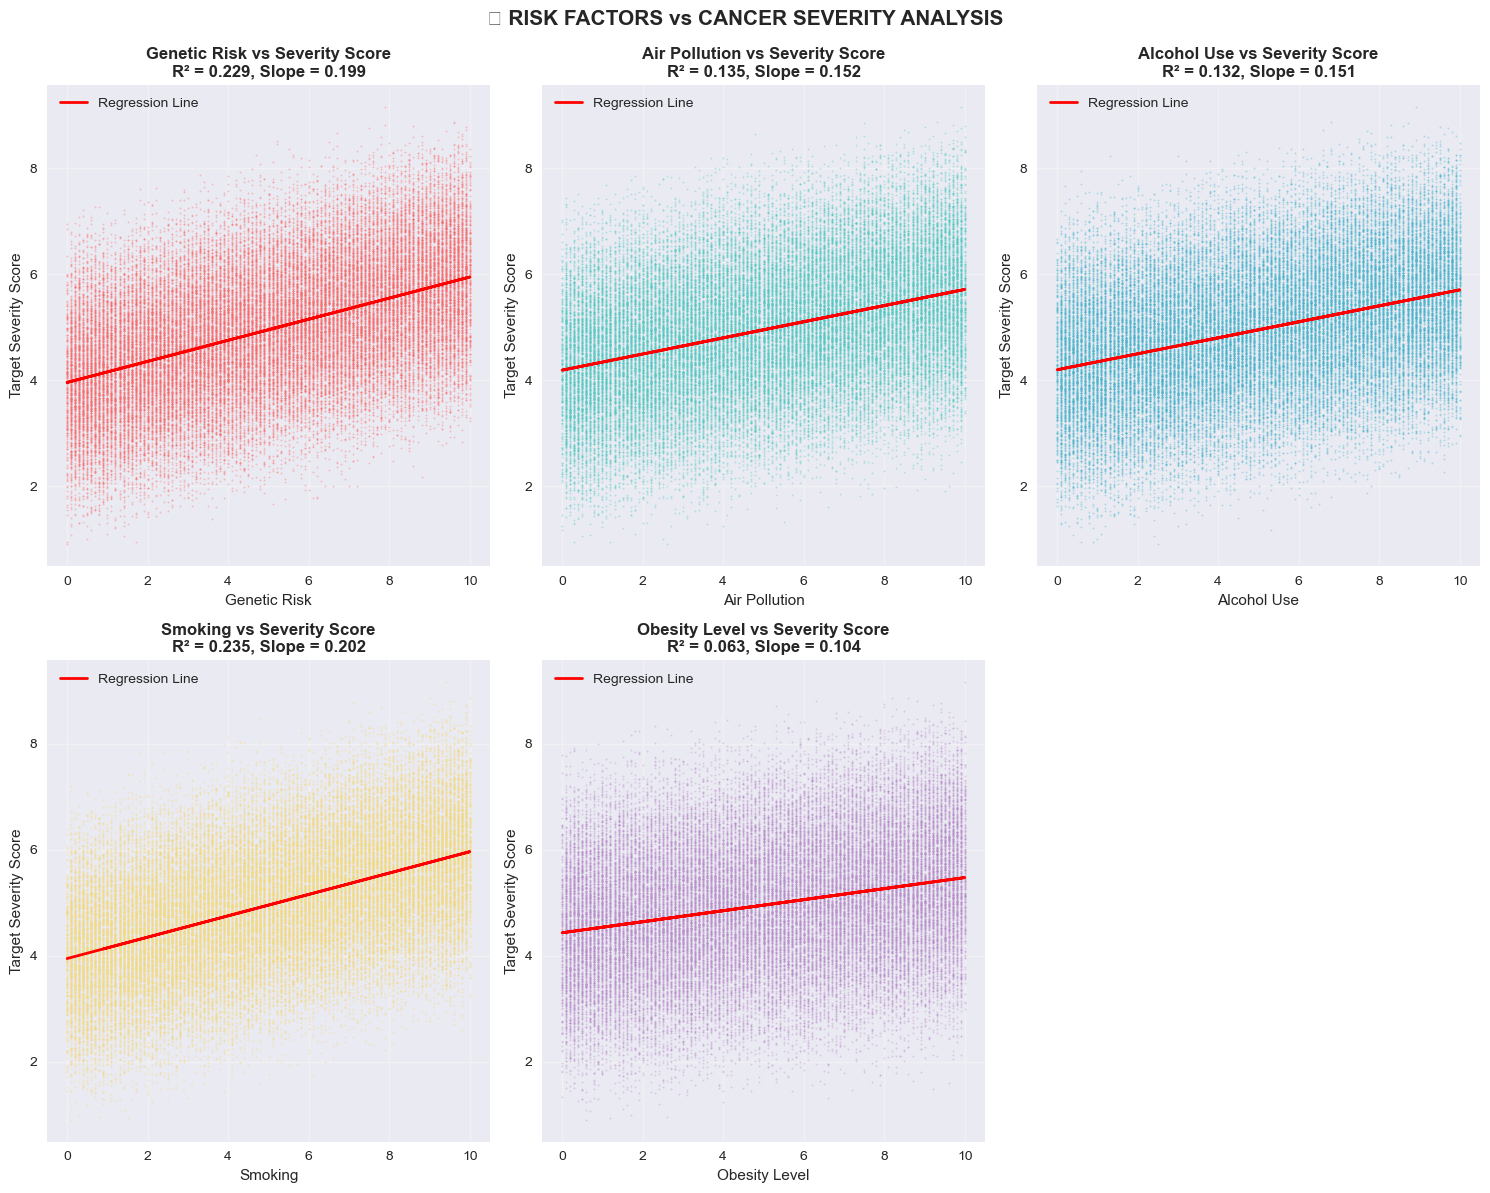 RISK FACTORS vs CANCER SEVERITY ANALYSIS
Genetic Risk vs Severity Score
R² = 0.229, Slope = 0.199
Regression Line
8
6
4
2
Target Severity Score
0 2 4 6 8 10
Genetic Risk
Air Pollution vs Severity Score
R² = 0.135, Slope = 0.152
Regression Line
8
6
4
2
Target Severity Score
0 2 4 6 8 10
Air Pollution
Alcohol Use vs Severity Score
R² = 0.132, Slope = 0.151
Regression Line
8
6
4
2
Target Severity Score
0 2 4 6 8 10
Alcohol Use
Smoking vs Severity Score
R² = 0.235, Slope = 0.202
Regression Line
8
6
4
2
Target Severity Score
0 2 4 6 8 10
Smoking
Obesity Level vs Severity Score
R² = 0.063, Slope = 0.104
Regression Line
8
6
4
2
Target Severity Score
0 2 4 6 8 10
Obesity Level